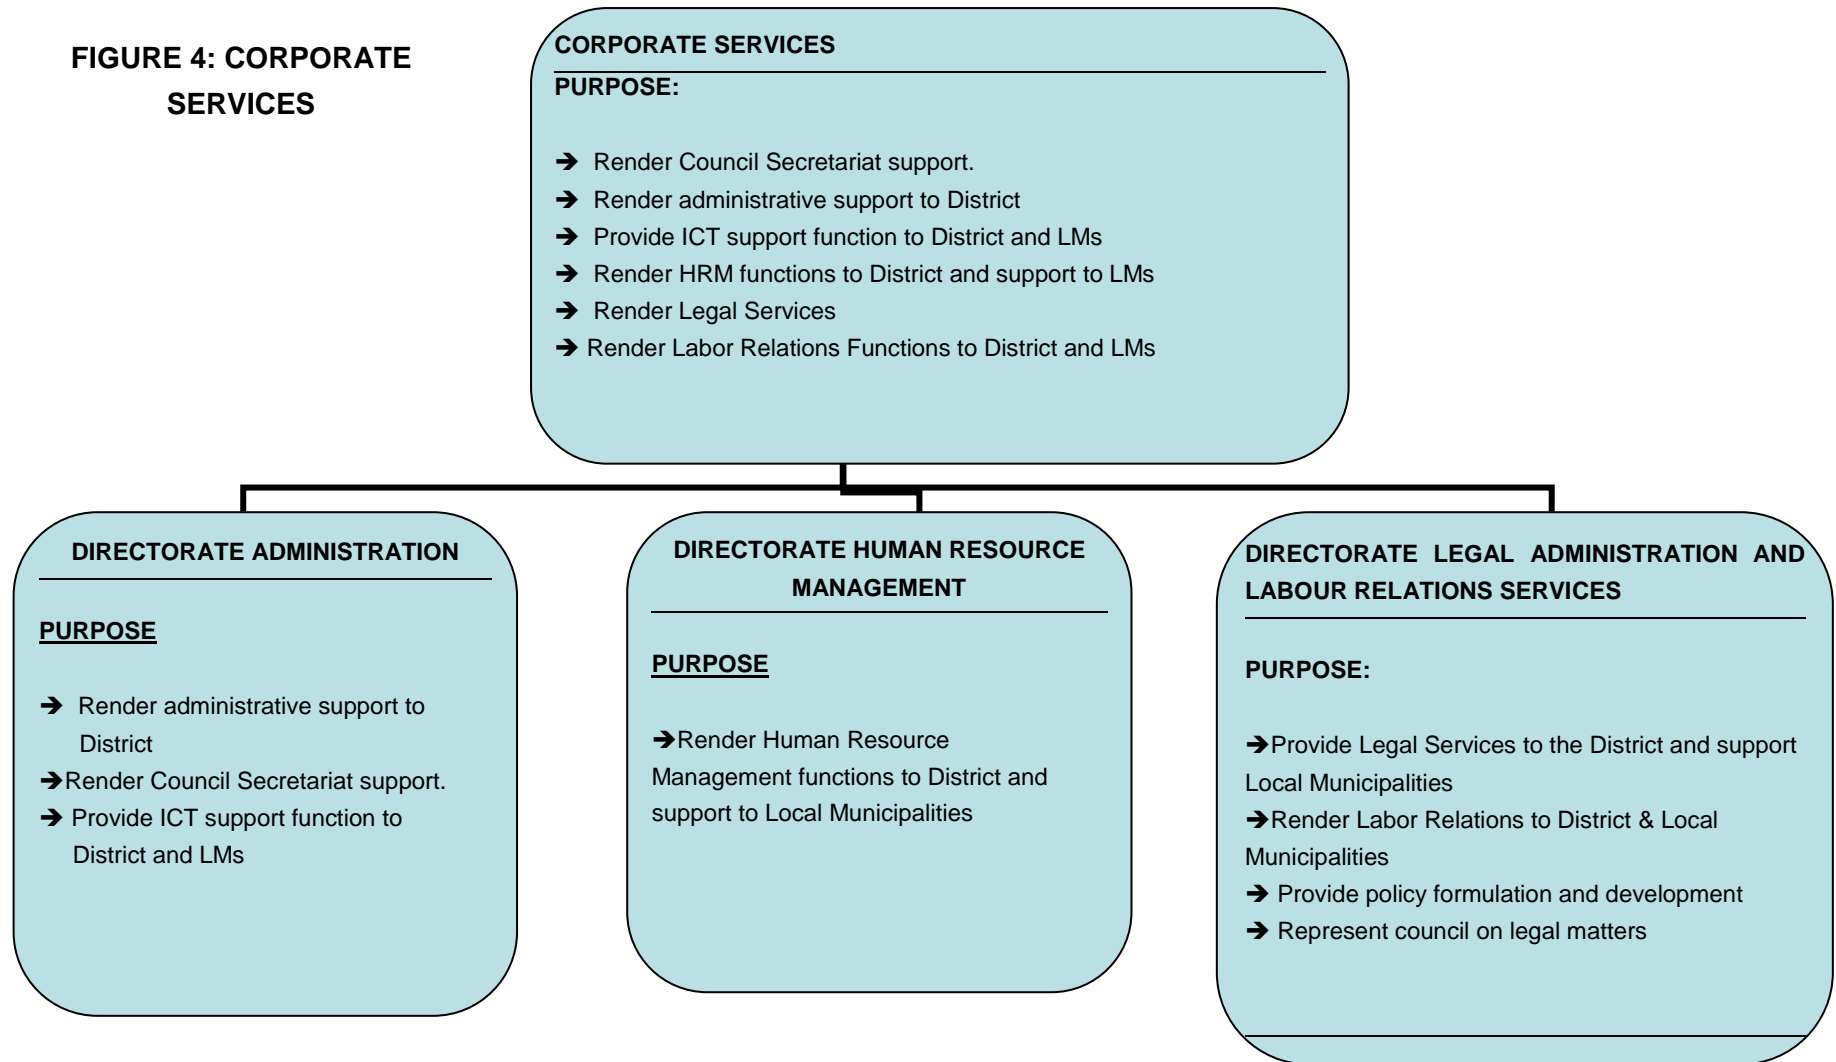 FIGURE 4: CORPORATE
SERVICES
CORPORATE SERVICES
PURPOSE:
➔ Render Council Secretariat support.
➔ Render administrative support to District
➔ Provide ICT support function to District and LMs
➔ Render HRM functions to District and support to LMs
➔ Render Legal Services
➔ Render Labor Relations Functions to District and LMs
DIRECTORATE ADMINISTRATION
PURPOSE
➔ Render administrative support to
District
➔Render Council Secretariat support.
➔ Provide ICT support function to
District and LMs
DIRECTORATE HUMAN RESOURCE
MANAGEMENT
PURPOSE
➔Render Human Resource
Management functions to District and
support to Local Municipalities
DIRECTORATE LEGAL ADMINISTRATION AND
LABOUR RELATIONS SERVICES
PURPOSE:
➔Provide Legal Services to the District and support
Local Municipalities
➔Render Labor Relations to District & Local
Municipalities
➔ Provide policy formulation and development
➔ Represent council on legal matters